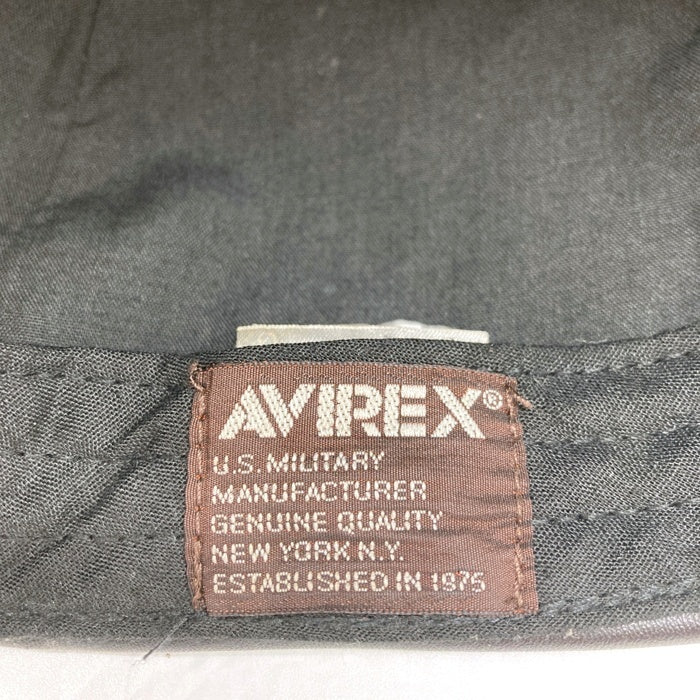 AVIREX®
U.S. MILITARY
MANUFACTURER
GENUINE QUALITY
NEW YORK N.Y.
ESTABLISHED IN 1975